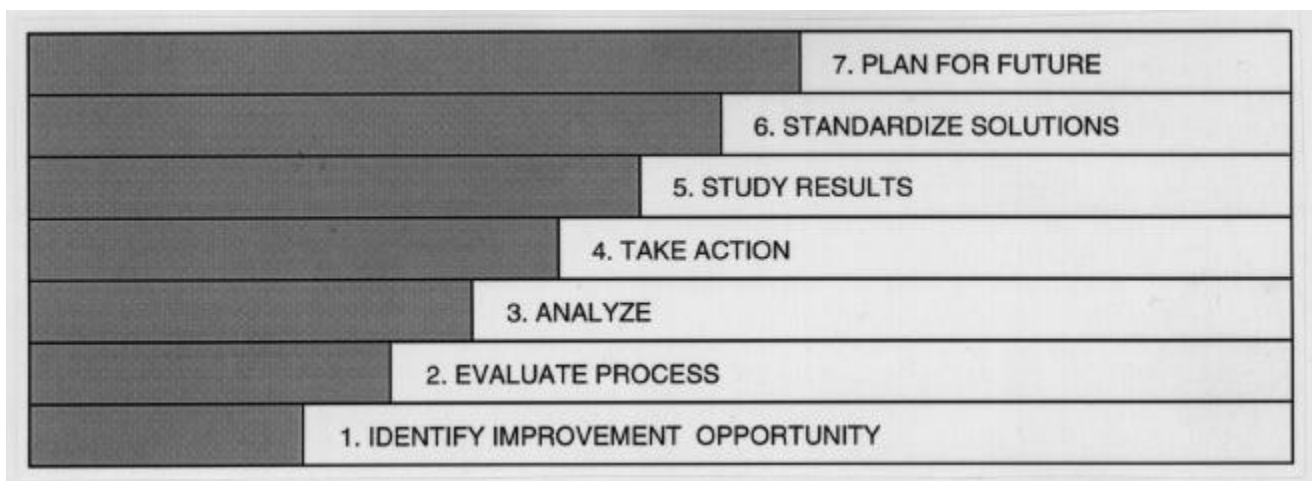 7. PLAN FOR FUTURE
6. STANDARDIZE SOLUTIONS
5. STUDY RESULTS
4. TAKE ACTION
3. ANALYZE
2. EVALUATE PROCESS
1. IDENTIFY IMPROVEMENT OPPORTUNITY